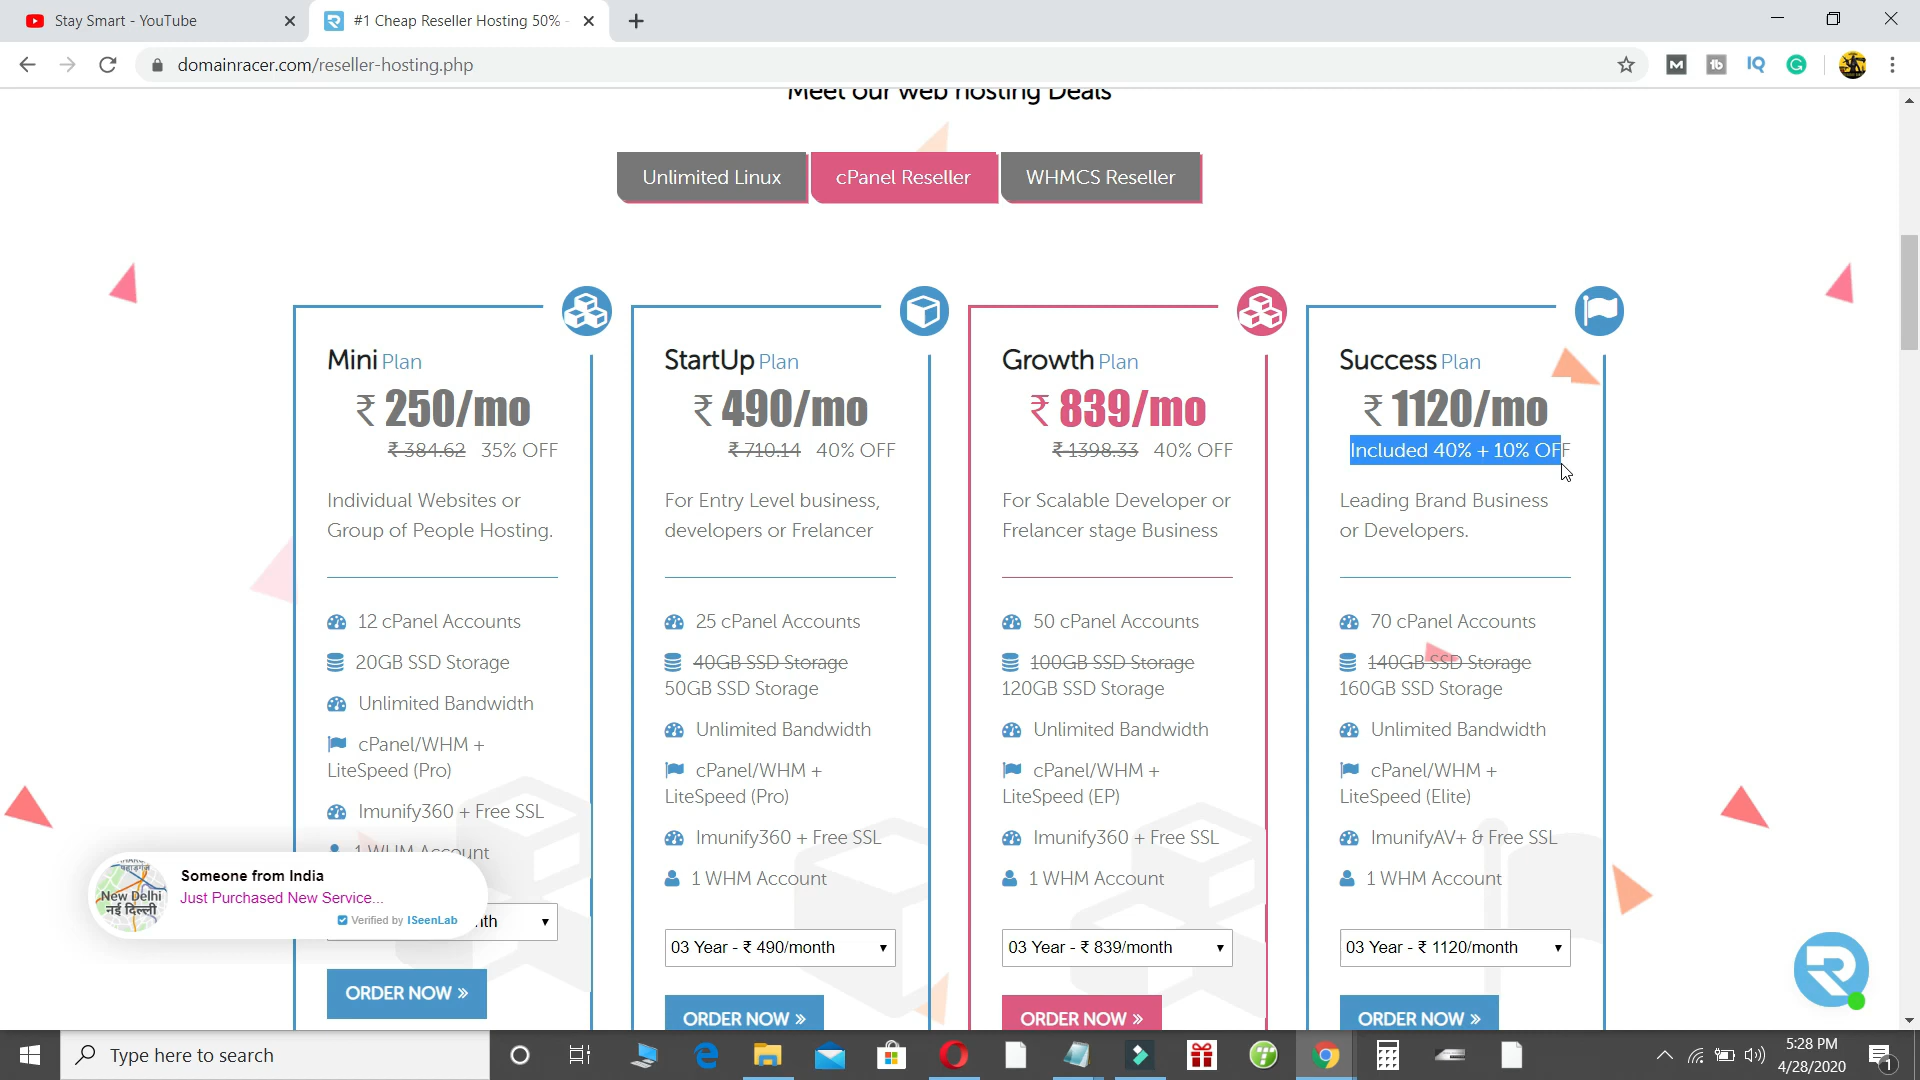 Stay Smart - YouTube
#1 Cheap Reseller Hosting 50% -
domainracer.com/reseller-hosting.php
Meet our web hosting Deals
Unlimited Linux
cPanel Reseller
WHMCS Reseller
Mini Plan
₹ 250/mo
₹ 384.62 35% OFF
Individual Websites or
Group of People Hosting.
12 cPanel Accounts
20GB SSD Storage
Unlimited Bandwidth
cPanel/WHM +
LiteSpeed (Pro)
Imunify360 + Free SSL
1 WHM Account
nth
ORDER NOW »
StartUp Plan
₹ 490/mo
₹ 710.14 40% OFF
For Entry Level business,
developers or Frelancer
25 cPanel Accounts
40GB SSD Storage
50GB SSD Storage
Unlimited Bandwidth
cPanel/WHM +
LiteSpeed (Pro)
Imunify360 + Free SSL
1 WHM Account
03 Year - ₹ 490/month
ORDER NOW »
Growth Plan
₹ 839/mo
₹ 1398.33 40% OFF
For Scalable Developer or
Frelancer stage Business
50 cPanel Accounts
100GB SSD Storage
120GB SSD Storage
Unlimited Bandwidth
cPanel/WHM +
LiteSpeed (EP)
Imunify360 + Free SSL
1 WHM Account
03 Year - ₹ 839/month
ORDER NOW »
Success Plan
₹ 1120/mo
Included 40% + 10% OFF
Leading Brand Business
or Developers.
70 cPanel Accounts
140GB SSD Storage
160GB SSD Storage
Unlimited Bandwidth
cPanel/WHM +
LiteSpeed (Elite)
ImunifyAV+ & Free SSL
1 WHM Account
03 Year - ₹ 1120/month
ORDER NOW »
New Delhi
नई दिल्ली
Someone from India
Just Purchased New Service...
Verified by ISeenLab
Type here to search
5:28 PM
4/28/2020
1